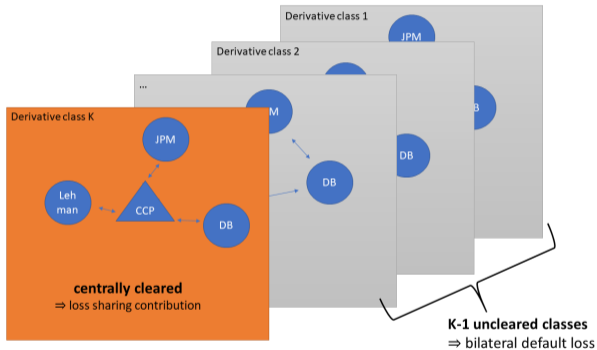 Derivative class 1
JPM
Derivative class 2
B
...
M
DB
DB
Derivative class K
JPM
Leh
man
CCP
DB
centrally cleared
⇒ loss sharing contribution
K-1 uncleared classes
⇒ bilateral default loss